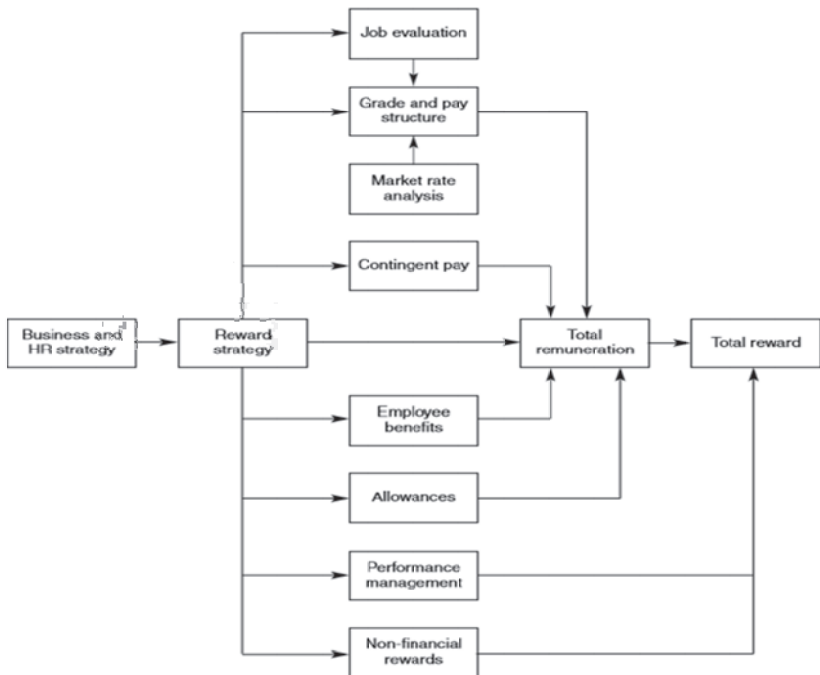 Job evaluation
Grade and pay
structure
Market rate
analysis
Contingent pay
Business and
HR strategy
Reward
strategy
Total
remuneration
Total reward
Employee
benefits
Allowances
Performance
management
Non-financial
rewards